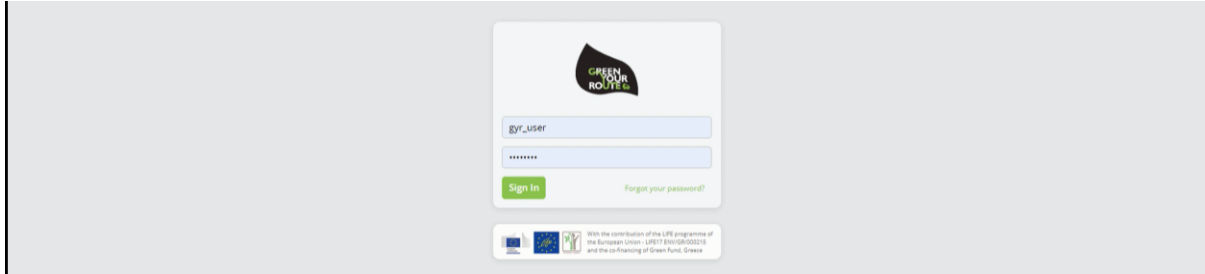 GREEN
YOUR
ROUTE
gyr_user
••••••••
Sign In
Forgot your password?
With the contribution of the LIFE programme of
the European Union - LIFE17 ENV/GR/000215
and the co-financing of Green Fund, Greece